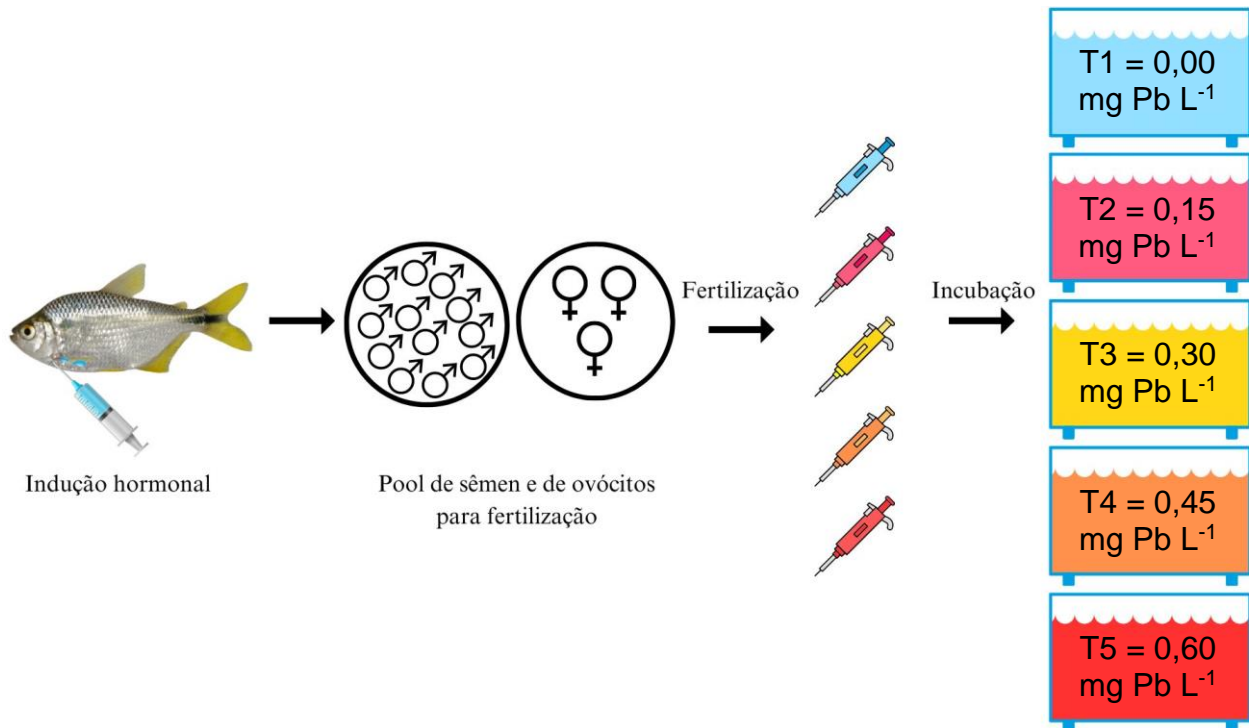 Indução hormonal
Pool de sêmen e de ovócitos
para fertilização
Fertilização
Incubação
T1 = 0,00
mg Pb L⁻¹
T2 = 0,15
mg Pb L⁻¹
T3 = 0,30
mg Pb L⁻¹
T4 = 0,45
mg Pb L⁻¹
T5 = 0,60
mg Pb L⁻¹